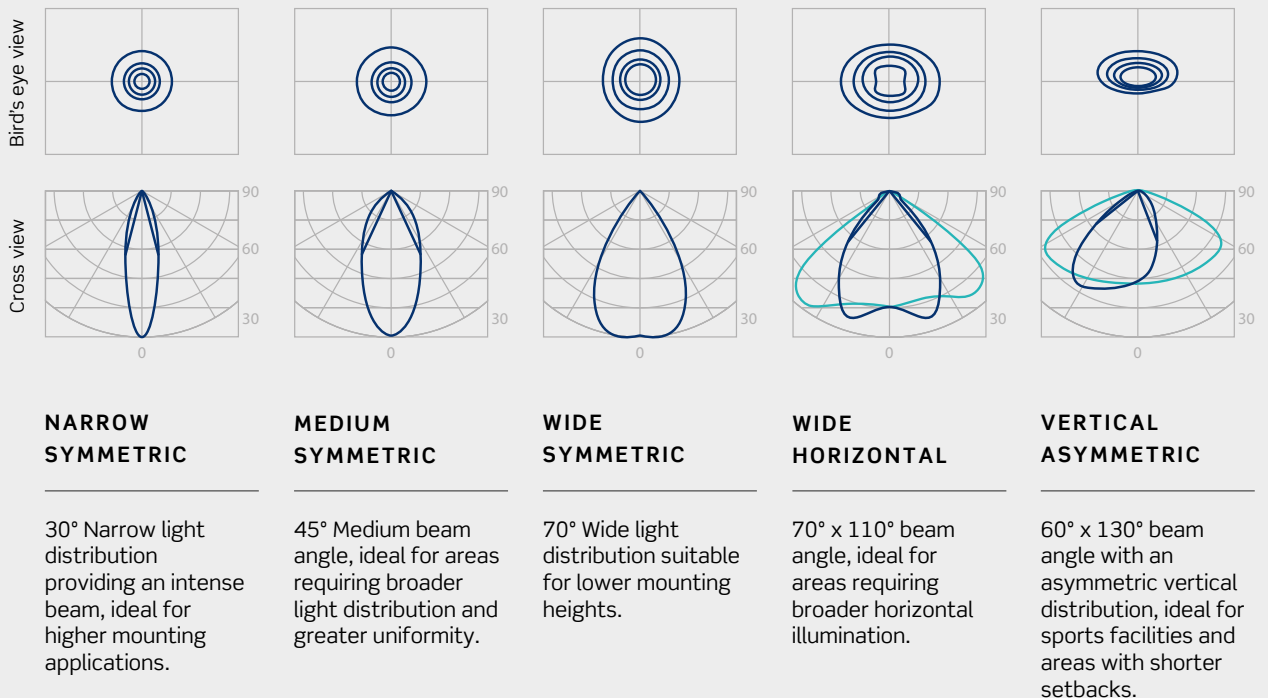 Bird's eye view
Cross view
90
60
30
0
90
60
30
0
90
60
30
0
90
60
30
0
90
60
30
0
NARROW
SYMMETRIC
30° Narrow light
distribution
providing an intense
beam, ideal for
higher mounting
applications.
MEDIUM
SYMMETRIC
45° Medium beam
angle, ideal for areas
requiring broader
light distribution and
greater uniformity.
WIDE
SYMMETRIC
70° Wide light
distribution suitable
for lower mounting
heights.
WIDE
HORIZONTAL
70° x 110° beam
angle, ideal for
areas requiring
broader horizontal
illumination.
VERTICAL
ASYMMETRIC
60° x 130° beam
angle with an
asymmetric vertical
distribution, ideal for
sports facilities and
areas with shorter
setbacks.